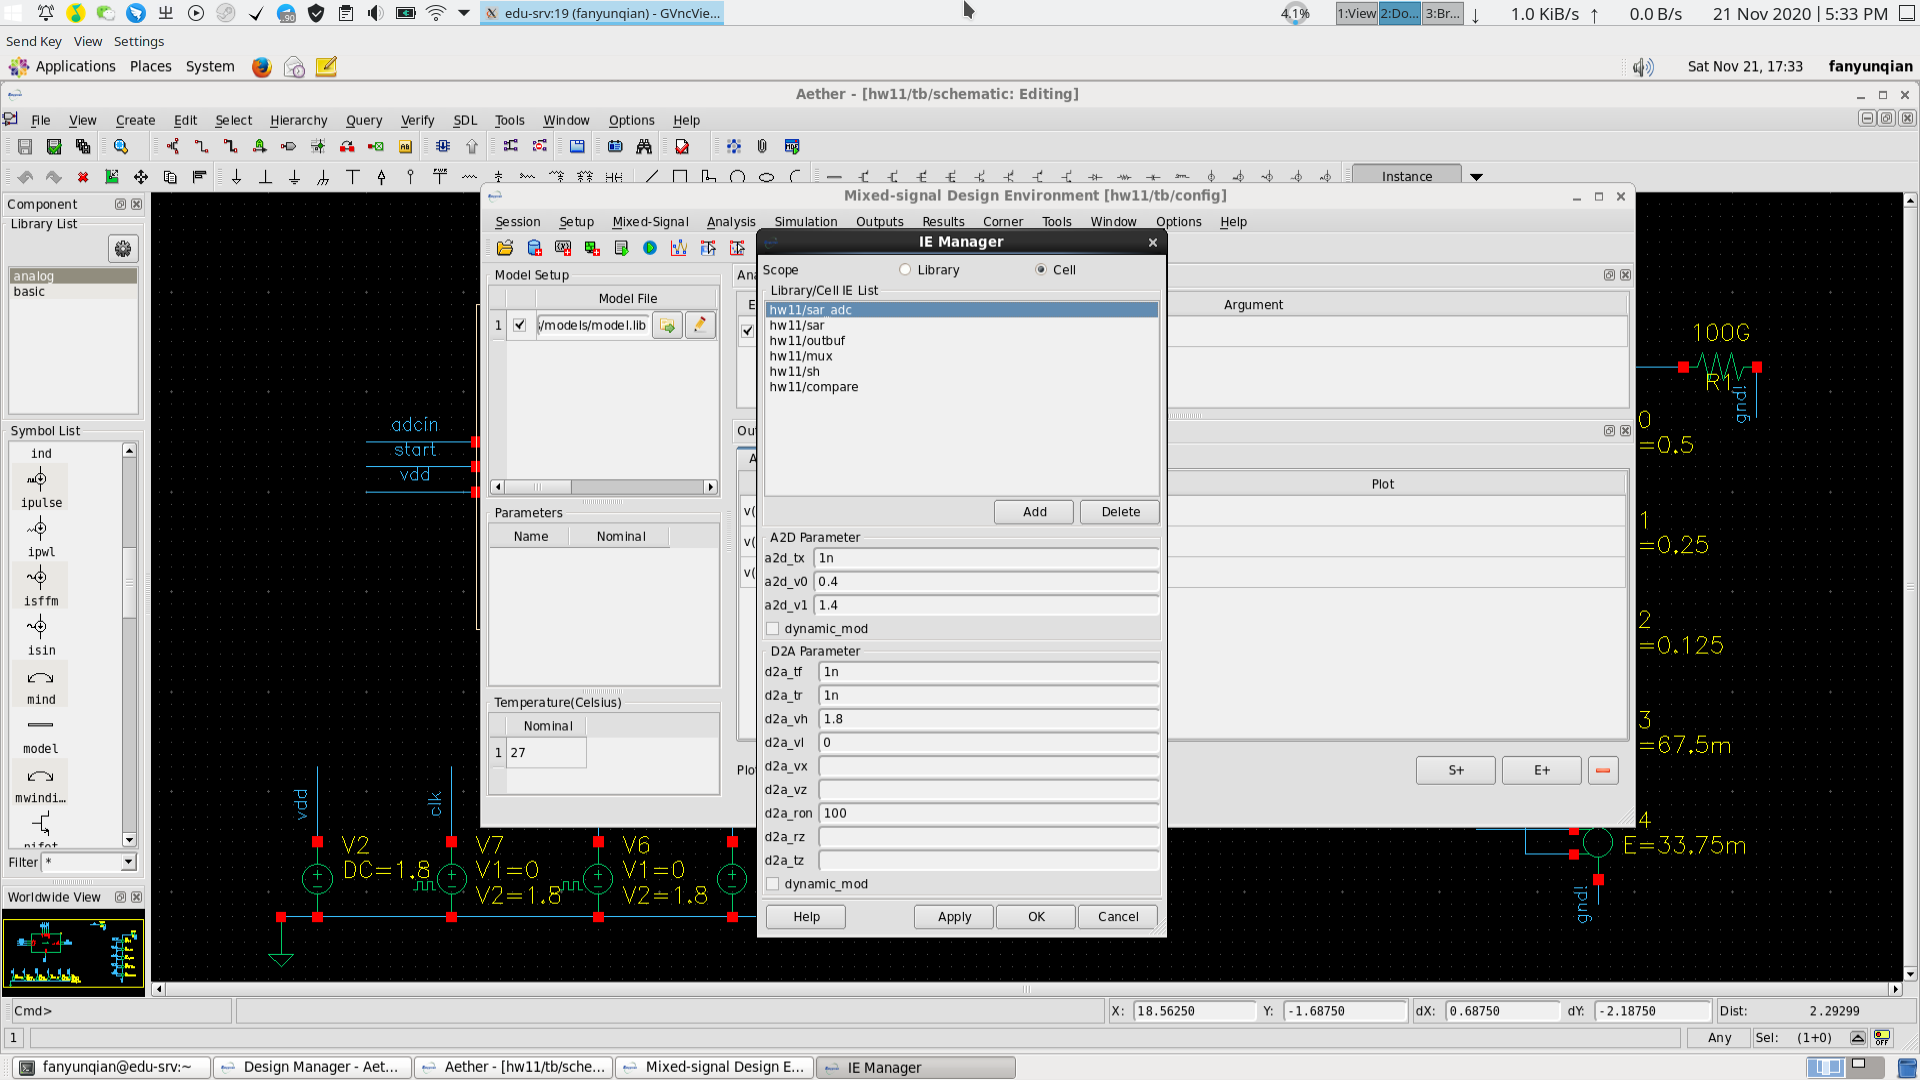 edu-srv:19 (fanyunqian) - GVncVie...
4.1%
1:View 2:Do... 3:Br...
1.0 KiB/s ↑ 0.0 B/s 21 Nov 2020 | 5:33 PM
Send Key View Settings
Applications Places System
Sat Nov 21, 17:33 fanyunqian
Aether - [hw11/tb/schematic: Editing]
File View Create Edit Select Hierarchy Query Verify SDL Tools Window Options Help
Instance
Component
Library List
analog
basic
Symbol List
ind
ipulse
ipwl
isffm
isin
mind
model
mwindi...
Filter *
Worldwide View
adcin
start
vdd
vdd
V2
DC=1.8
clk
V7
V1=0
V2=1.8
V6
V1=0
V2=1.8
Mixed-signal Design Environment [hw11/tb/config]
Session Setup Mixed-Signal Analysis Simulation Outputs Results Corner Tools Window Options Help
Model Setup
Model File
1 /models/model.lib
Parameters
Name Nominal
Temperature(Celsius)
Nominal
1 27
Ana
E
Argument
Ou
A
Plot
v(
v(
v(
Plo
S+ E+
IE Manager
Scope Library Cell
Library/Cell IE List
hw11/sar_adc
hw11/sar
hw11/outbuf
hw11/mux
hw11/sh
hw11/compare
Add Delete
A2D Parameter
a2d_tx 1n
a2d_v0 0.4
a2d_v1 1.4
dynamic_mod
D2A Parameter
d2a_tf 1n
d2a_tr 1n
d2a_vh 1.8
d2a_vl 0
d2a_vx
d2a_vz
d2a_ron 100
d2a_rz
d2a_tz
dynamic_mod
Help Apply OK Cancel
100G
R1
gnd!
0
=0.5
1
=0.25
2
=0.125
3
=67.5m
4
E=33.75m
gnd!
Cmd>
X: 18.56250 Y: -1.68750 dX: 0.68750 dY: -2.18750 Dist: 2.29299
1
Any Sel: (1+0)
OFF
fanyunqian@edu-srv:~ Design Manager - Aet... Aether - [hw11/tb/sche... Mixed-signal Design E... IE Manager